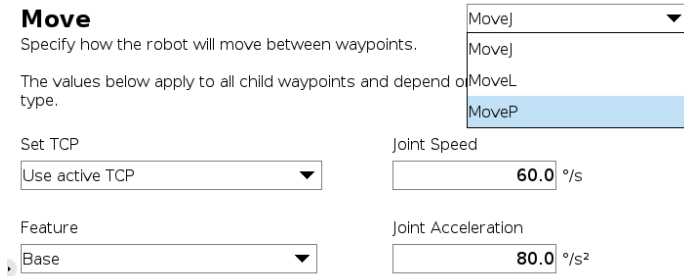 Move
MoveJ
Specify how the robot will move between waypoints.
MoveJ
The values below apply to all child waypoints and depend o
MoveL
type.
MoveP
Set TCP
Joint Speed
Use active TCP
60.0 °/s
Feature
Joint Acceleration
Base
80.0 °/s²